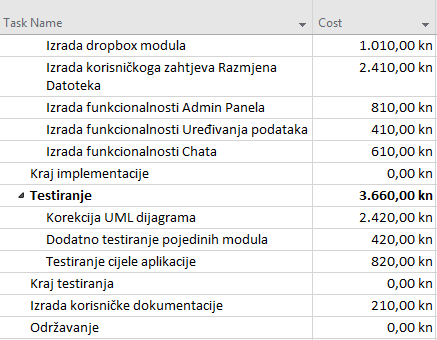 Task Name Cost
Izrada dropbox modula 1.010,00 kn
Izrada korisničkoga zahtjeva Razmjena 2.410,00 kn
Datoteka
Izrada funkcionalnosti Admin Panela 810,00 kn
Izrada funkcionalnosti Uređivanja podataka 410,00 kn
Izrada funkcionalnosti Chata 610,00 kn
Kraj implementacije 0,00 kn
Testiranje 3.660,00 kn
Korekcija UML dijagrama 2.420,00 kn
Dodatno testiranje pojedinih modula 420,00 kn
Testiranje cijele aplikacije 820,00 kn
Kraj testiranja 0,00 kn
Izrada korisničke dokumentacije 210,00 kn
Održavanje 0,00 kn